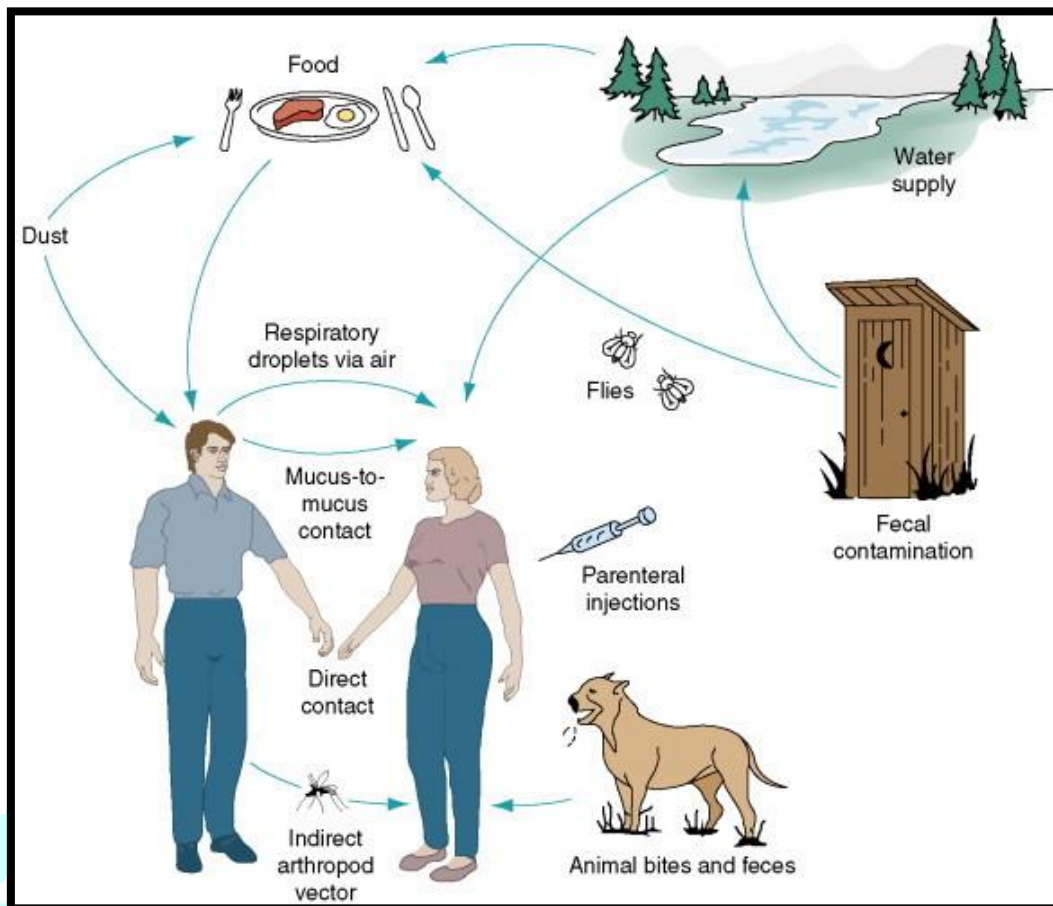 Food
Water
supply
Dust
Respiratory
droplets via air
Flies
Mucus-to-
mucus
contact
Fecal
contamination
Parenteral
injections
Direct
contact
Indirect
arthropod
vector
Animal bites and feces